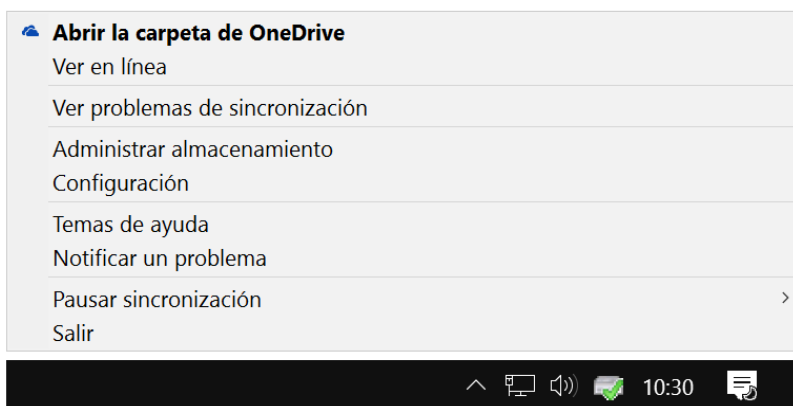 Abrir la carpeta de OneDrive
Ver en línea
Ver problemas de sincronización
Administrar almacenamiento
Configuración
Temas de ayuda
Notificar un problema
Pausar sincronización
Salir
10:30